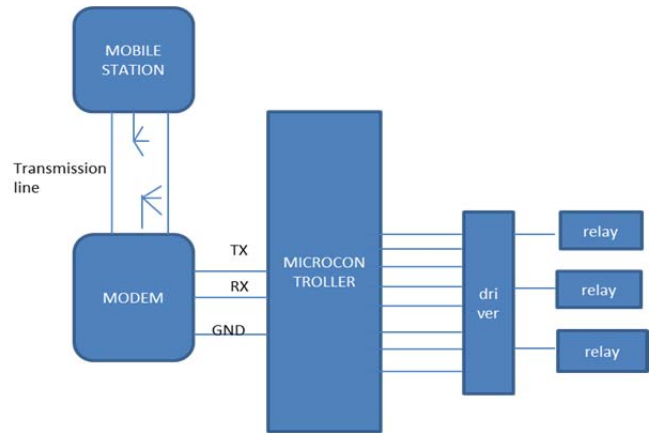 MOBILE
STATION
Transmission
line
MODEM
TX
RX
GND
MICROCON
TROLLER
dri
ver
relay
relay
relay